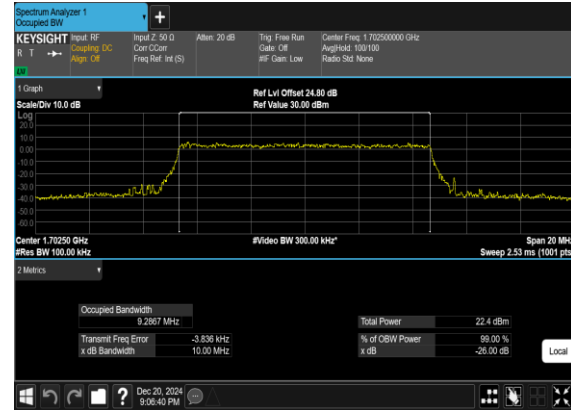 Spectrum Analyzer 1
Occupied BW
+
KEYSIGHT Input: RF Input Z: 50 Ω Atten: 20 dB Trig: Free Run Center Freq: 1.702500000 GHz
R T Coupling: DC Corr CCorr Gate: Off Avg|Hold: 100/100
Align: Off Freq Ref: Int (S) #IF Gain: Low Radio Std: None
LV
1 Graph
Ref Lvl Offset 24.80 dB
Scale/Div 10.0 dB Ref Value 30.00 dBm
Log
20.0
10.0
0.00
-10.0
-20.0
-30.0
-40.0
-50.0
-60.0
Center 1.70250 GHz #Video BW 300.00 kHz* Span 20 MHz
#Res BW 100.00 kHz Sweep 2.53 ms (1001 pts
2 Metrics
Occupied Bandwidth
9.2867 MHz Total Power 22.4 dBm
Transmit Freq Error -3.836 kHz % of OBW Power 99.00 %
x dB Bandwidth 10.00 MHz x dB -26.00 dB
Local
? Dec 20, 2024
9:06:40 PM